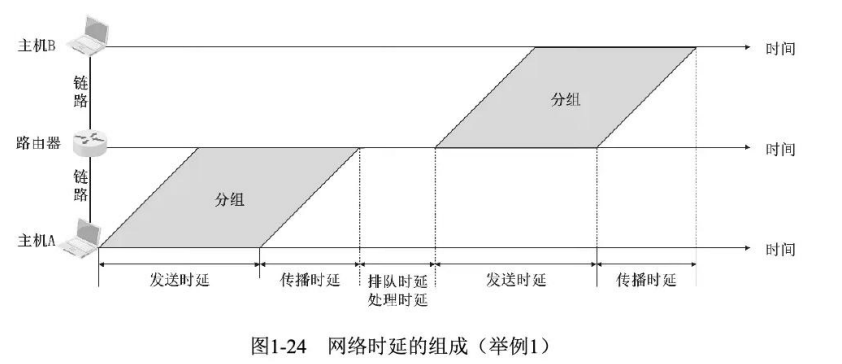 主机B
时间
链
路
分组
路由器
时间
链
路
分组
主机A
时间
发送时延
传播时延
排队时延
处理时延
发送时延
传播时延
图1-24 网络时延的组成（举例1）